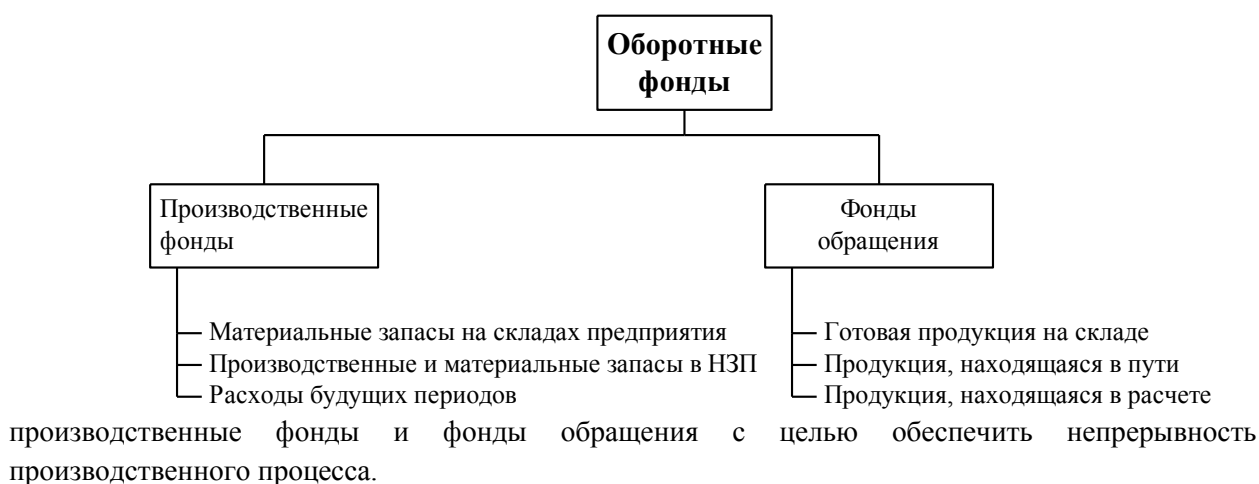 Оборотные
фонды
Производственные
фонды
Фонды
обращения
Материальные запасы на складах предприятия
Производственные и материальные запасы в НЗП
Расходы будущих периодов
Готовая продукция на складе
Продукция, находящаяся в пути
Продукция, находящаяся в расчете
производственные фонды и фонды обращения с целью обеспечить непрерывность
производственного процесса.